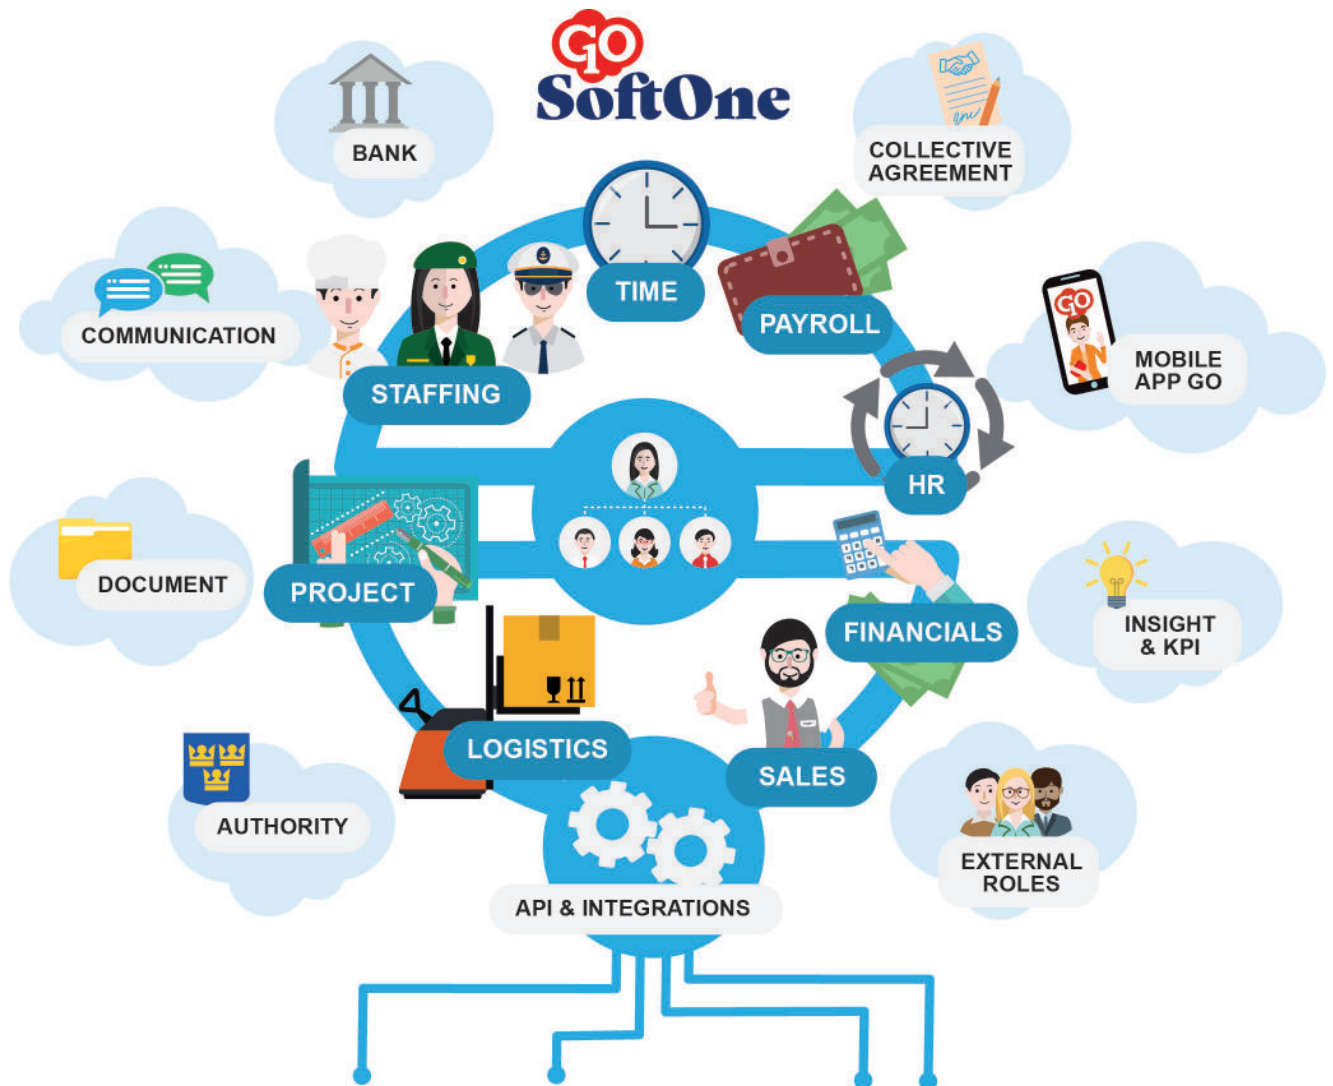 GO
SoftOne
BANK
COLLECTIVE
AGREEMENT
TIME
COMMUNICATION
PAYROLL
GO
MOBILE
APP GO
STAFFING
HR
DOCUMENT
PROJECT
FINANCIALS
INSIGHT
& KPI
LOGISTICS
SALES
AUTHORITY
EXTERNAL
ROLES
API & INTEGRATIONS